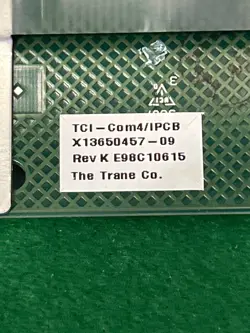 TCI-Com4/IPCB
X13650457-09
Rev K E98C10615
The Trane Co.